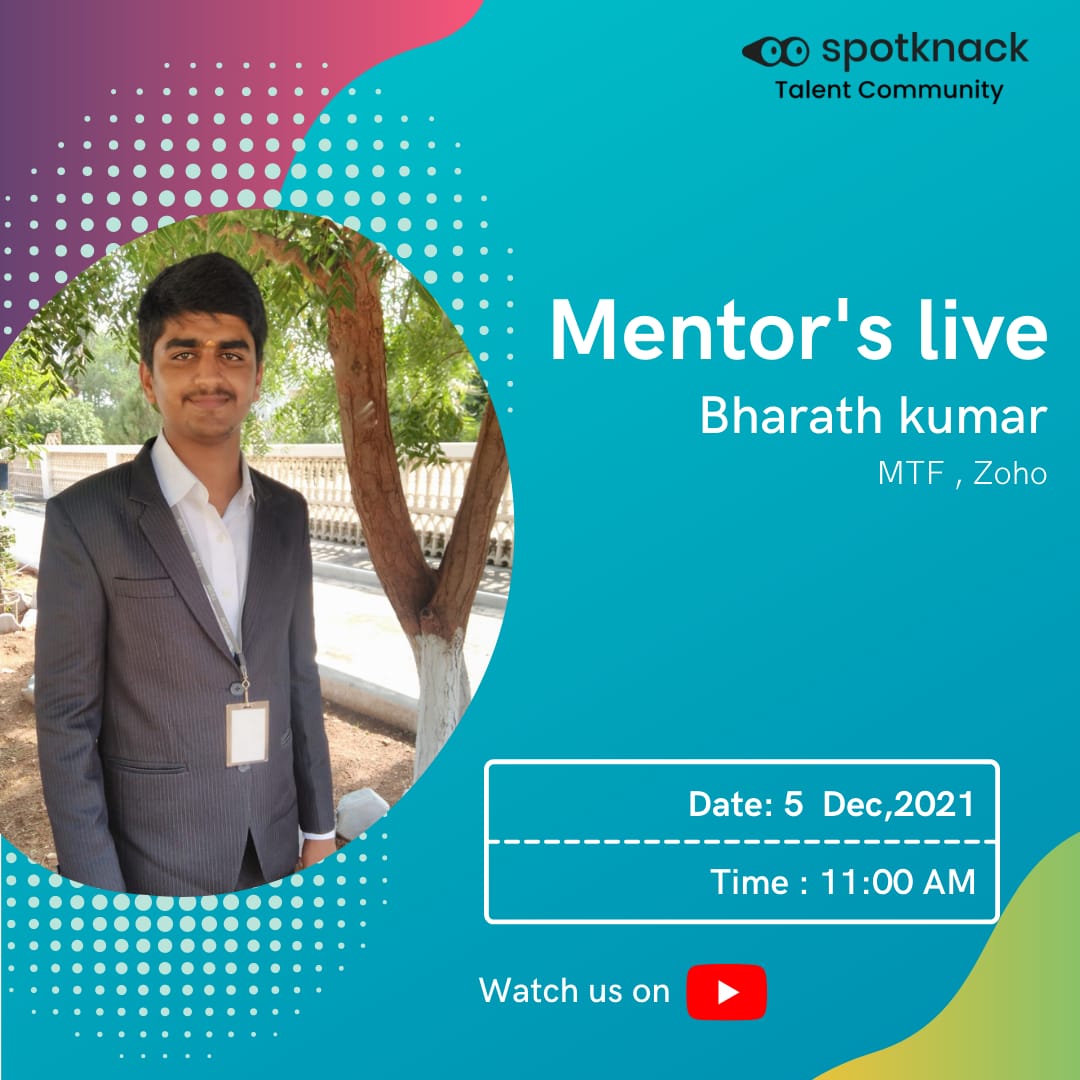 spotknack
Talent Community
Mentor's live
Bharath kumar
MTF , Zoho
Date: 5 Dec,2021
Time : 11:00 AM
Watch us on